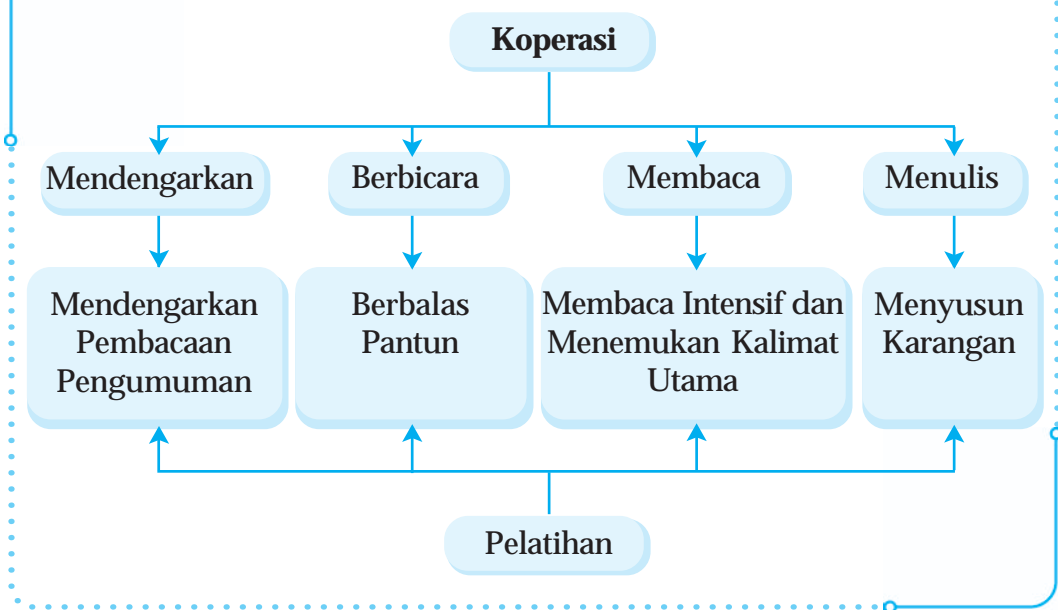 Koperasi
Mendengarkan
Berbicara
Membaca
Menulis
Mendengarkan
Pembacaan
Pengumuman
Berbalas
Pantun
Membaca Intensif dan
Menemukan Kalimat
Utama
Menyusun
Karangan
Pelatihan